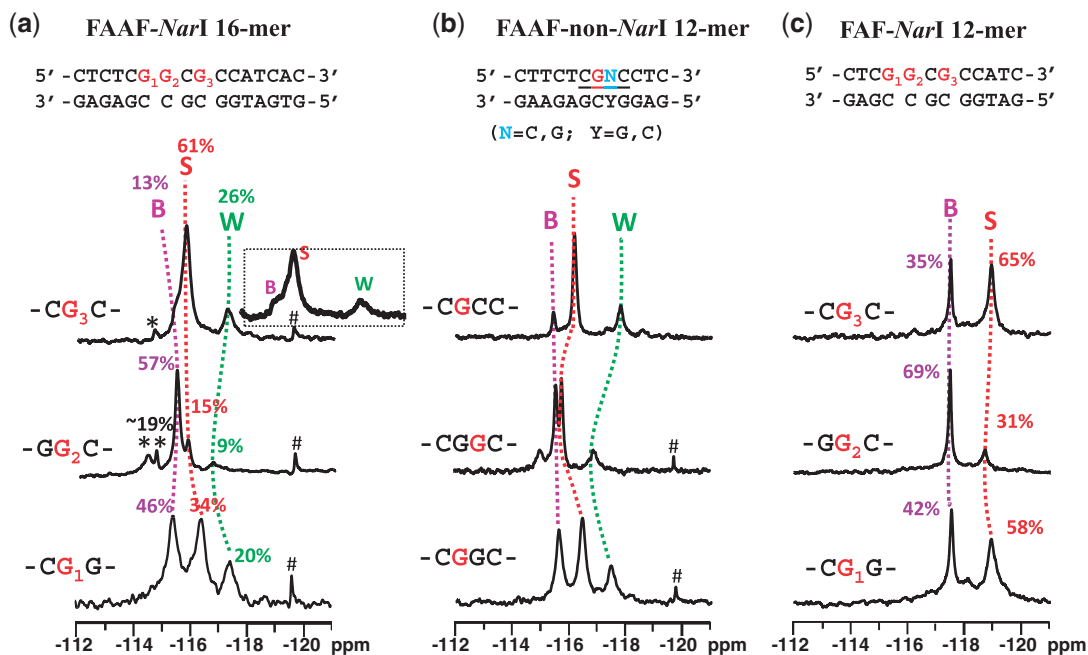 (a) FAAF-NarI 16-mer
5′ -CTCTCG1G2CG3CCATCAC-3′
3′ -GAGAGC C GC GGTAGTG-5′
61%
S
13%
B
26%
W
S
B
W
-CG3C-
*
#
57%
15%
~19%
* *
9%
#
-GG2C-
46%
34%
20%
-CG1G-
#
-112 -114 -116 -118 -120 ppm
(b) FAAF-non-NarI 12-mer
5′ -CTTCTCGNCCTC-3′
3′ -GAAGAGCYGGAG-5′
(N=C,G; Y=G,C)
S
B
W
-CGCC-
-CGGC-
#
-CGGC-
#
-112 -114 -116 -118 -120 ppm
(c) FAF-NarI 12-mer
5′ -CTCG1G2CG3CCATC-3′
3′ -GAGC C GC GGTAG-5′
B
S
35%
65%
-CG3C-
69%
31%
-GG2C-
42%
58%
-CG1G-
-112 -114 -116 -118 -120 ppm